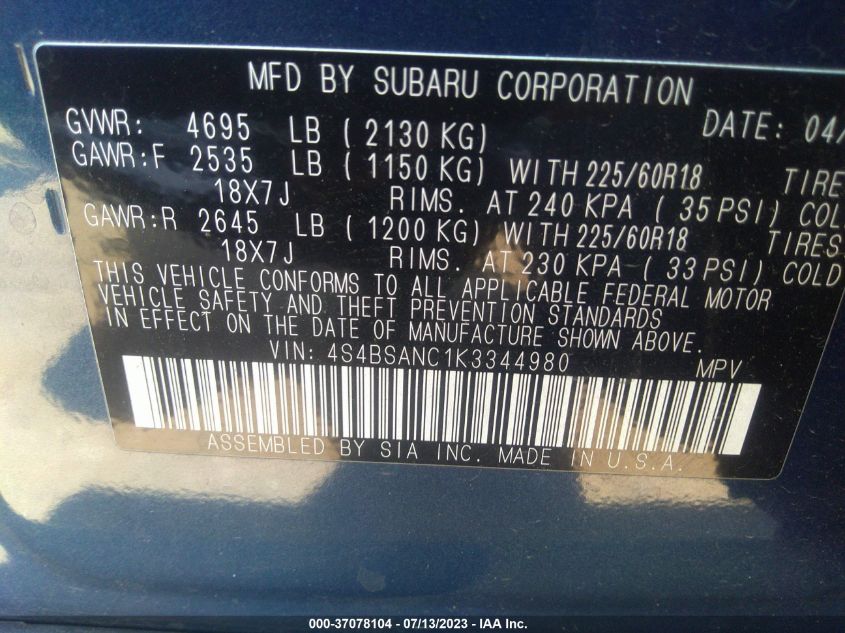 MFD BY SUBARU CORPORATION
GVWR: 4695 LB ( 2130 KG) DATE: 04/
GAWR:F 2535 LB ( 1150 KG) WITH 225/60R18 TIRE
18X7J RIMS. AT 240 KPA ( 35 PSI) COL
GAWR:R 2645 LB ( 1200 KG) WITH 225/60R18 TIRES
18X7J RIMS. AT 230 KPA ( 33 PSI) COLD
THIS VEHICLE CONFORMS TO ALL APPLICABLE FEDERAL MOTOR
VEHICLE SAFETY AND THEFT PREVENTION STANDARDS
IN EFFECT ON THE DATE OF MANUFACTURE SHOWN ABOVE.
VIN: 4S4BSANC1K3344980 MPV
ASSEMBLED BY SIA INC. MADE IN U.S.A.
000-37078104 - 07/13/2023 - IAA Inc.